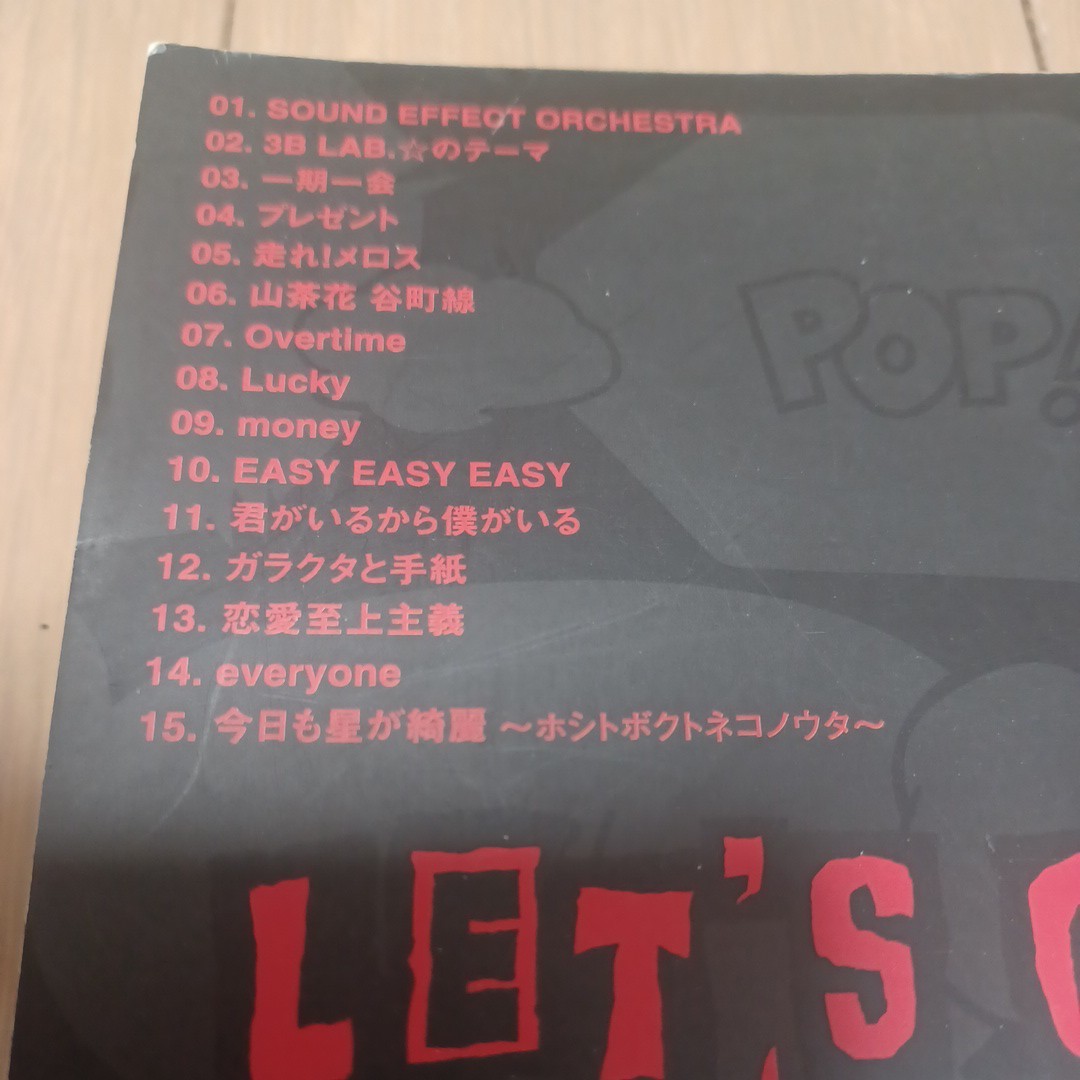 01. SOUND EFFECT ORCHESTRA
02. 3B LAB.☆のテーマ
03. 一期一会
04. プレゼント
05. 走れ!メロス
06. 山茶花 谷町線
07. Overtime
08. Lucky
09. money
10. EASY EASY EASY
11. 君がいるから僕がいる
12. ガラクタと手紙
13. 恋愛至上主義
14. everyone
15. 今日も星が綺麗 〜ホシトボクトネコノウタ〜
POP!
LET'S